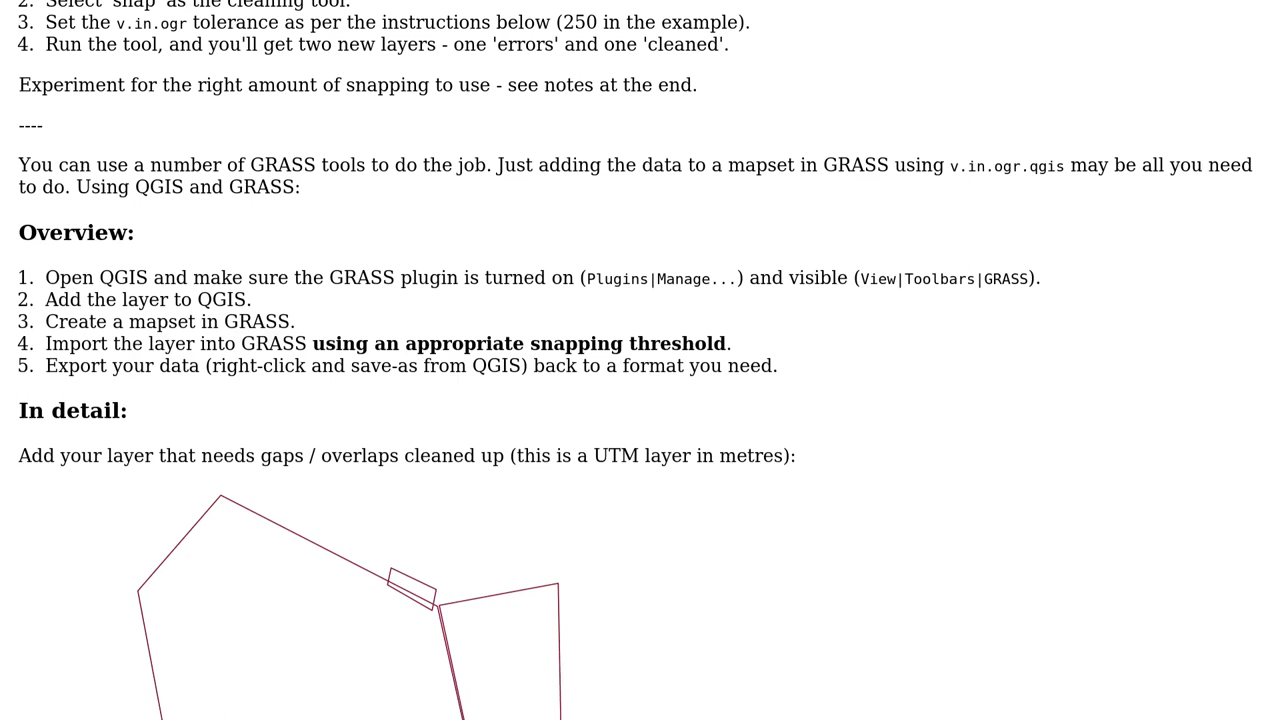 2. Select 'snap' as the cleaning tool.
3. Set the v.in.ogr tolerance as per the instructions below (250 in the example).
4. Run the tool, and you'll get two new layers - one 'errors' and one 'cleaned'.
Experiment for the right amount of snapping to use - see notes at the end.
----
You can use a number of GRASS tools to do the job. Just adding the data to a mapset in GRASS using v.in.ogr.qgis may be all you need
to do. Using QGIS and GRASS:
Overview:
1. Open QGIS and make sure the GRASS plugin is turned on (Plugins|Manage...) and visible (View|Toolbars|GRASS).
2. Add the layer to QGIS.
3. Create a mapset in GRASS.
4. Import the layer into GRASS using an appropriate snapping threshold.
5. Export your data (right-click and save-as from QGIS) back to a format you need.
In detail:
Add your layer that needs gaps / overlaps cleaned up (this is a UTM layer in metres):